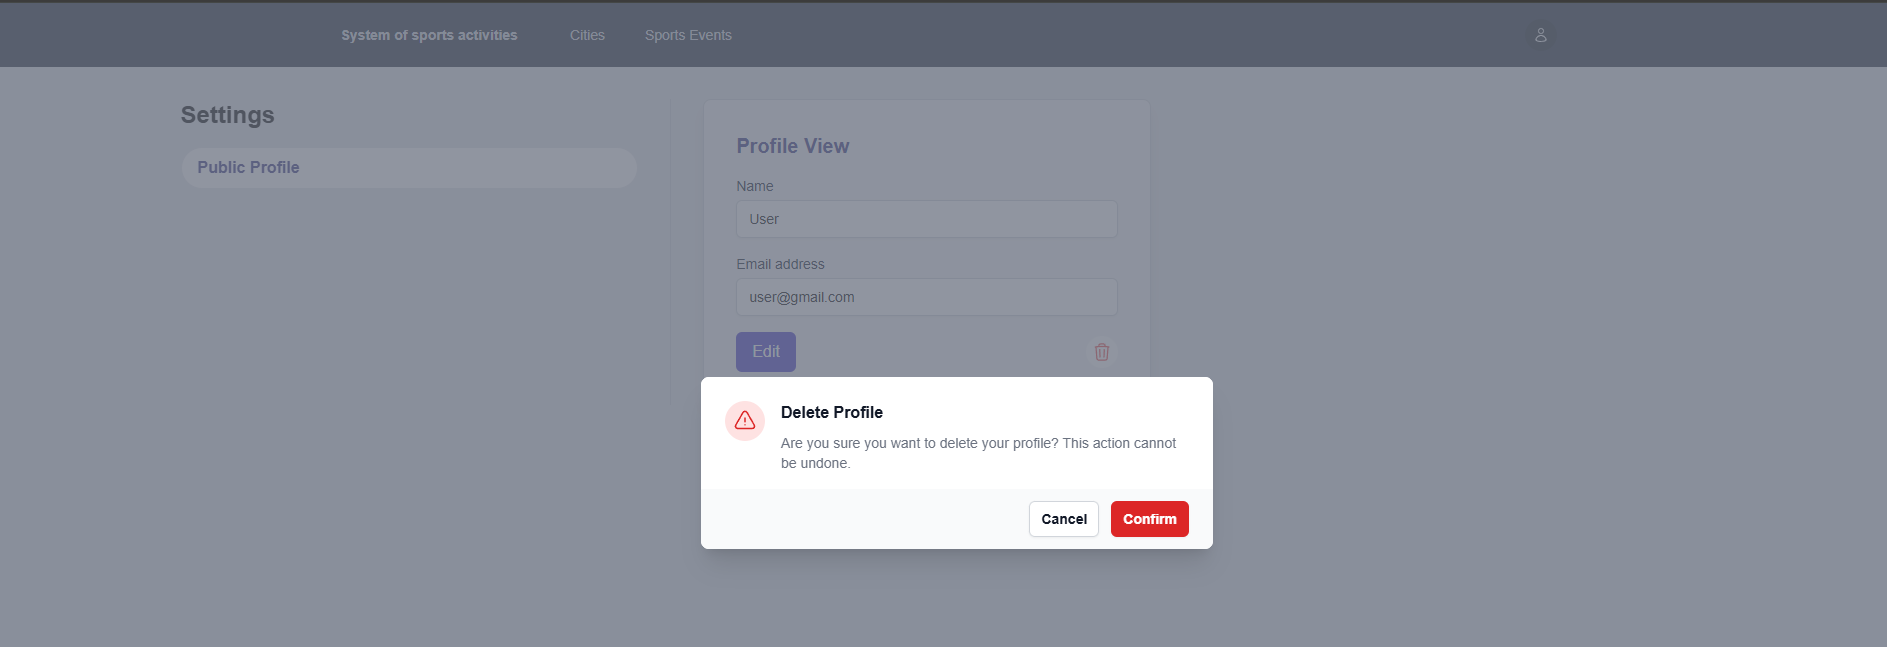 System of sports activities Cities Sports Events
Settings
Public Profile
Profile View
Name
User
Email address
user@gmail.com
Edit
Delete Profile
Are you sure you want to delete your profile? This action cannot
be undone.
Cancel Confirm